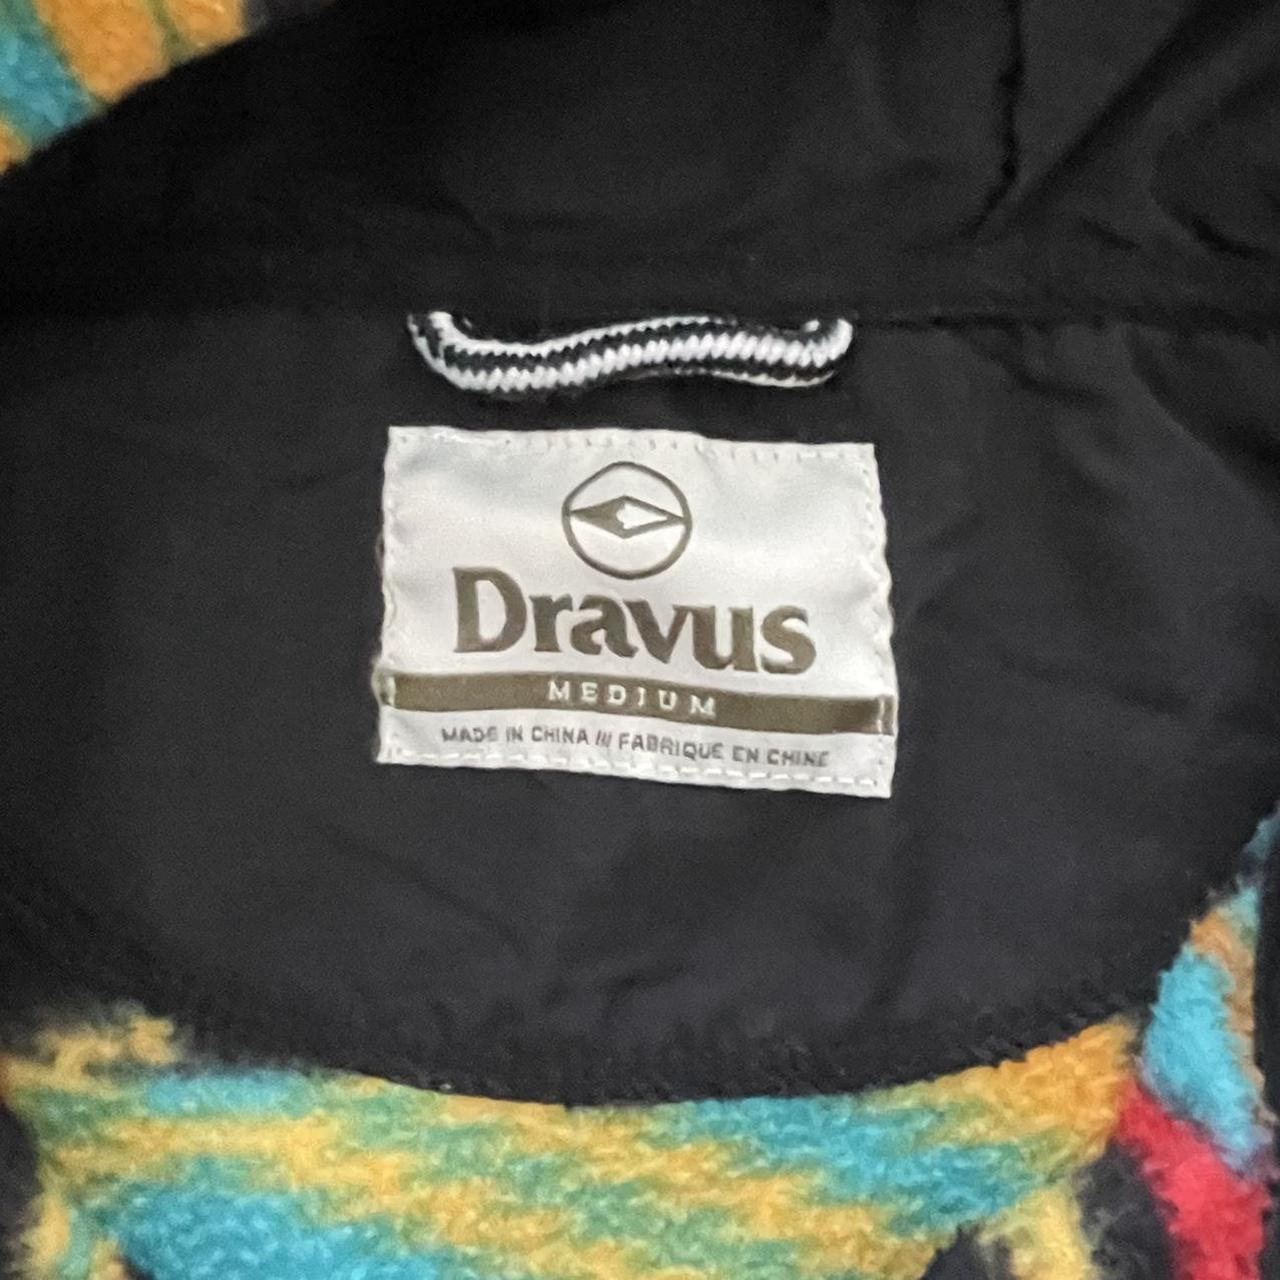 Dravus
MEDIUM
MADE IN CHINA /// FABRIQUE EN CHINE